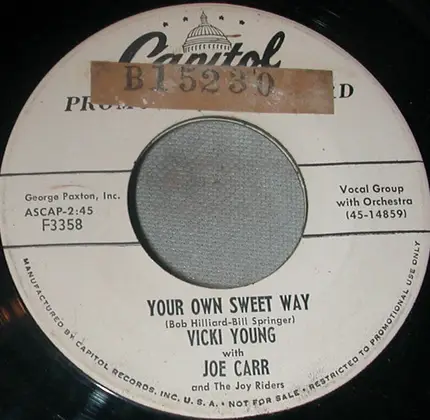 Capitol
B15230
PROM D
George Paxton, Inc.
ASCAP-2:45
F3358
Vocal Group
with Orchestra
(45-14859)
YOUR OWN SWEET WAY
(Bob Hilliard-Bill Springer)
VICKI YOUNG
with
JOE CARR
and The Joy Riders
MANUFACTURED BY CAPITOL RECORDS, INC. U. S. A. • NOT FOR SALE • RESTRICTED TO PROMOTIONAL USE ONLY